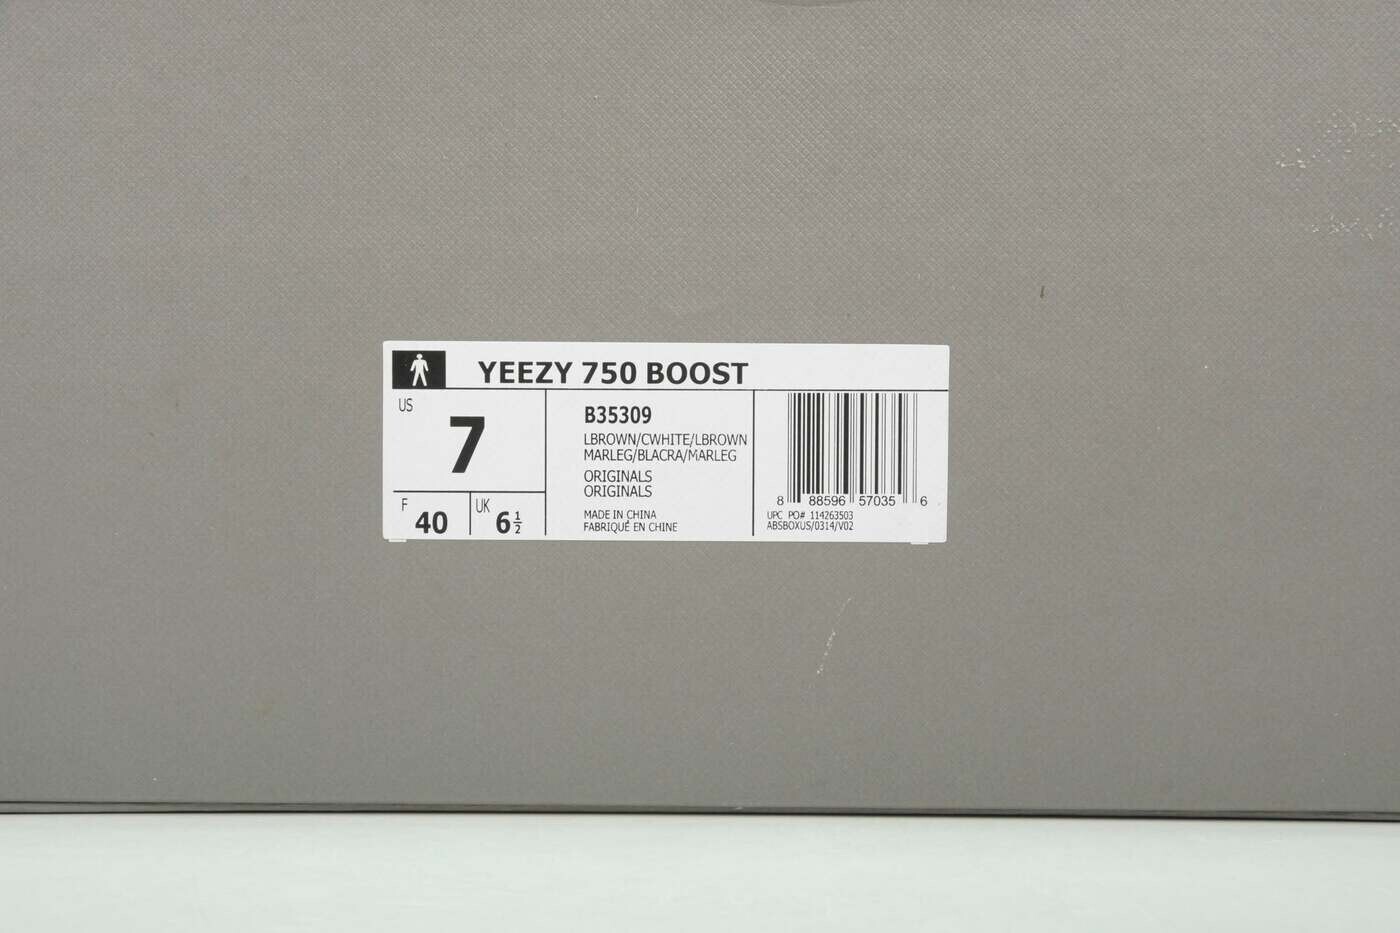 YEEZY 750 BOOST
US
7
F
40
UK
6 1/2
B35309
LBROWN/CWHITE/LBROWN
MARLEG/BLACRA/MARLEG
ORIGINALS
ORIGINALS
MADE IN CHINA
FABRIQUÉ EN CHINE
8 88596 57035 6
UPC PO# 114263503
ABSBOXUS/0314/V02